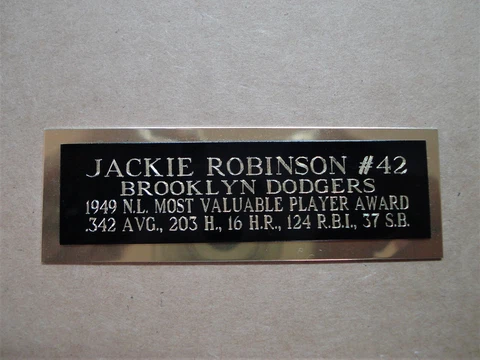 JACKIE ROBINSON #42
BROOKLYN DODGERS
1949 N.L. MOST VALUABLE PLAYER AWARD
.342 AVG., 203 H., 16 H.R., 124 R.B.I., 37 S.B.